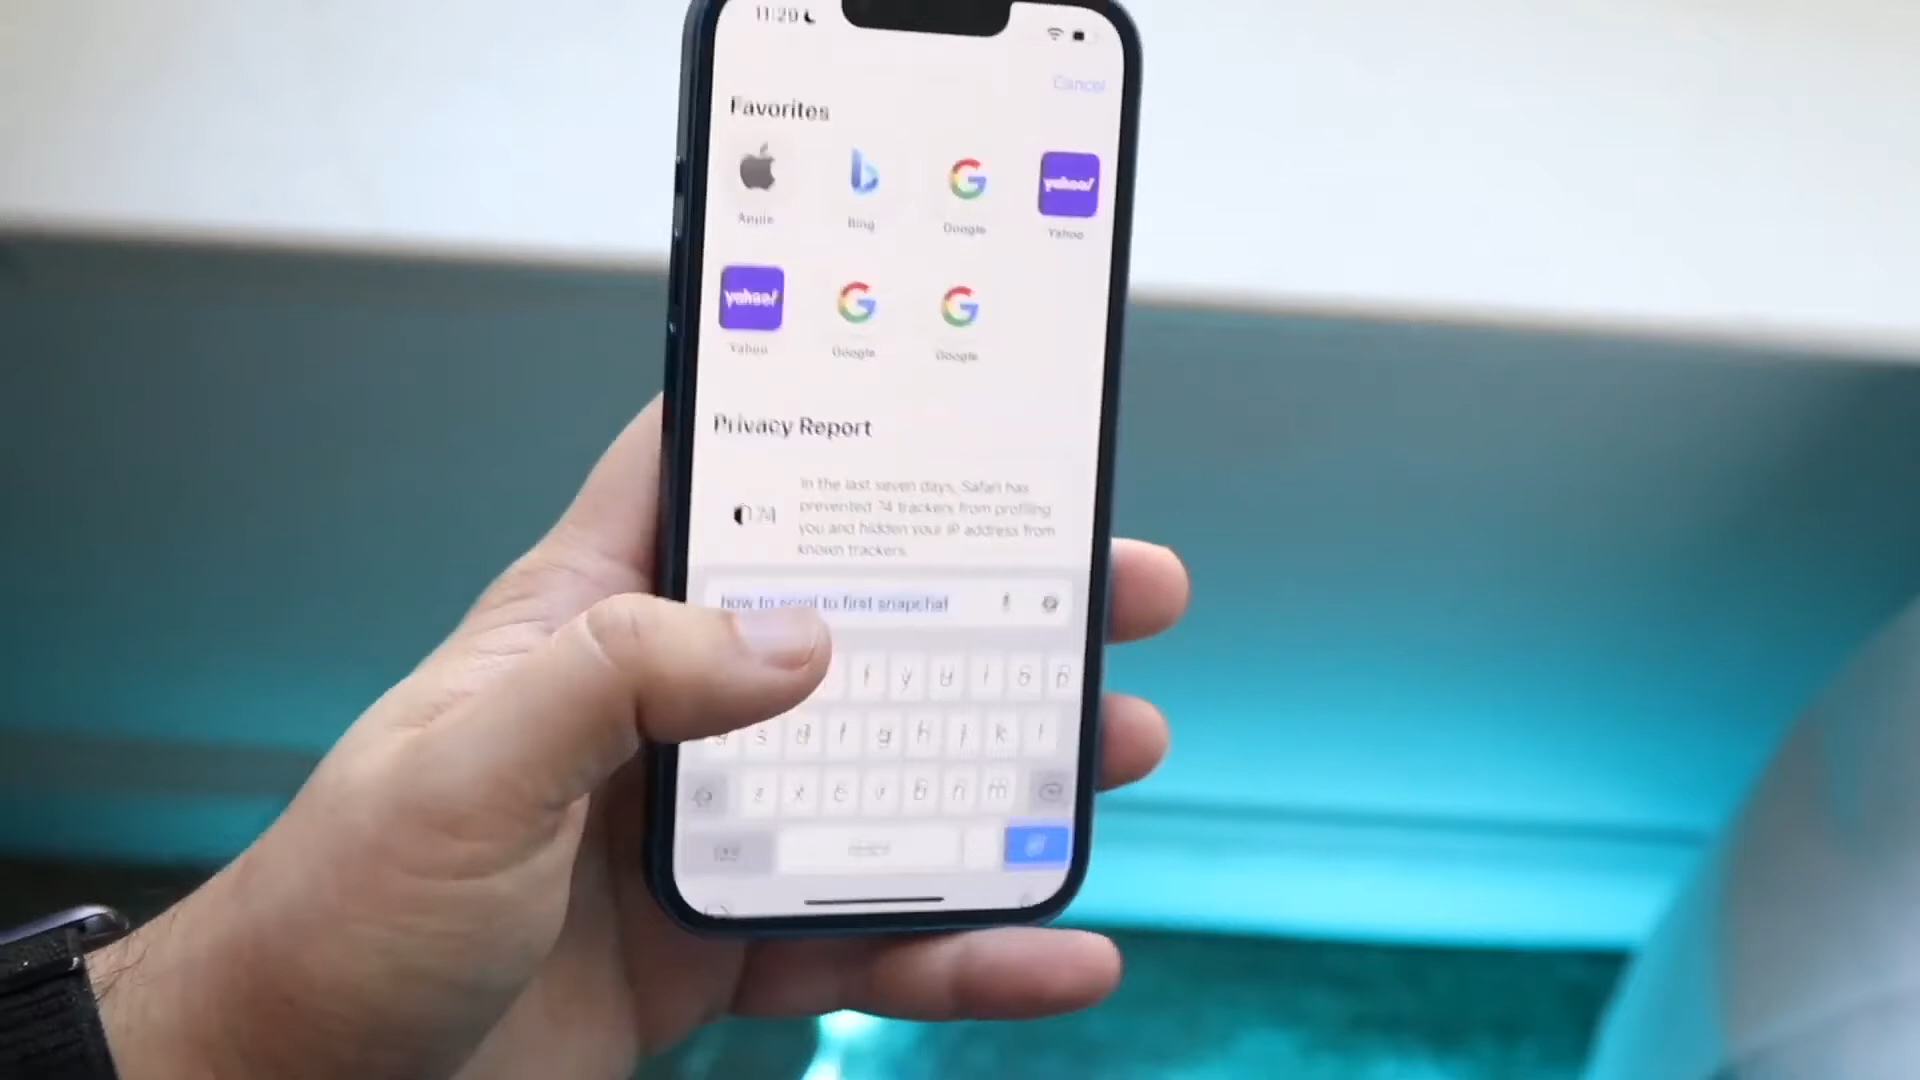 11:29
Cancel
Favorites
Apple
Bing
Google
yahoo!
Yahoo
yahoo!
Yahoo
Google
Google
Privacy Report
74
In the last seven days, Safari has
prevented 74 trackers from profiling
you and hidden your IP address from
known trackers.
how to scrol to first snapchat
t y u i o p
a s d f g h j k l
z x c v b n m